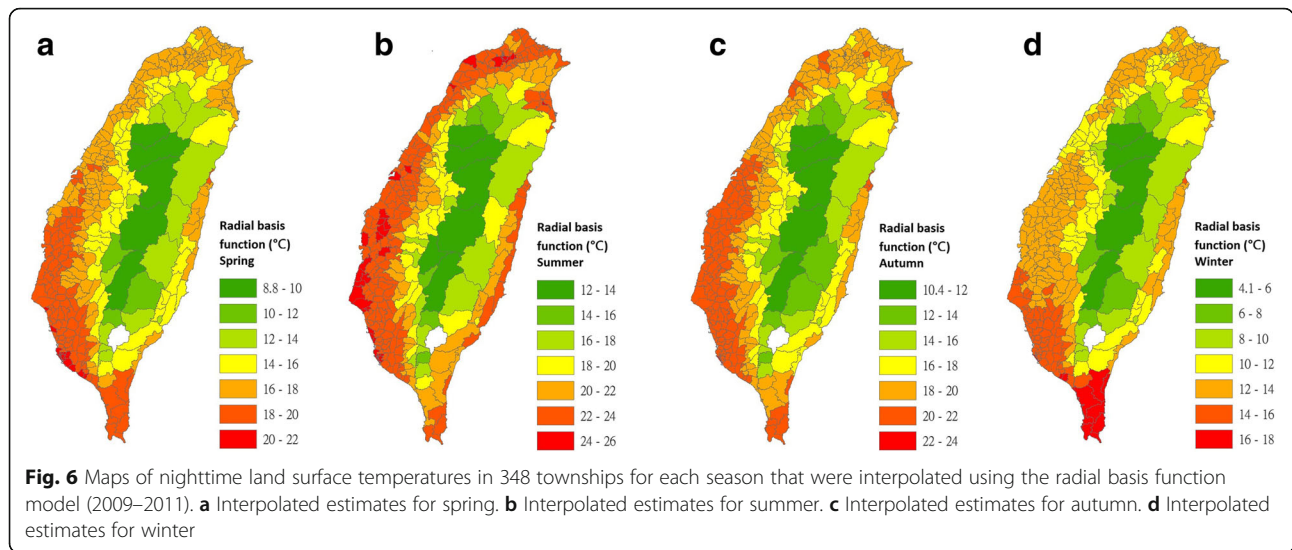 a
b
c
d
Radial basis
function (°C)
Spring
8.8 - 10
10 - 12
12 - 14
14 - 16
16 - 18
18 - 20
20 - 22
Radial basis
function (°C)
Summer
12 - 14
14 - 16
16 - 18
18 - 20
20 - 22
22 - 24
24 - 26
Radial basis
function (°C)
Autumn
10.4 - 12
12 - 14
14 - 16
16 - 18
18 - 20
20 - 22
22 - 24
Radial basis
function (°C)
Winter
4.1 - 6
6 - 8
8 - 10
10 - 12
12 - 14
14 - 16
16 - 18
Fig. 6 Maps of nighttime land surface temperatures in 348 townships for each season that were interpolated using the radial basis function
model (2009–2011). a Interpolated estimates for spring. b Interpolated estimates for summer. c Interpolated estimates for autumn. d Interpolated
estimates for winter